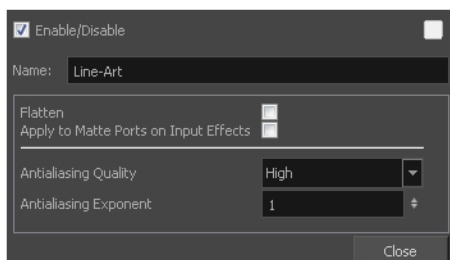 Enable/Disable
Name: Line-Art
Flatten
Apply to Matte Ports on Input Effects
Antialiasing Quality High
Antialiasing Exponent 1
Close